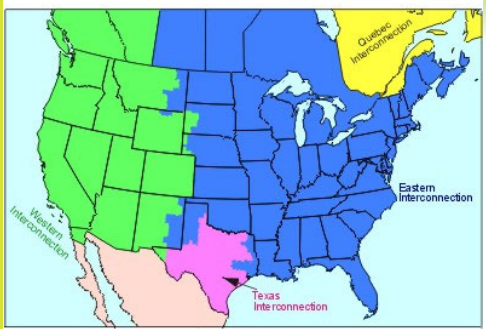 Quebec
Interconnection
Eastern
Interconnection
Western
Interconnection
Texas
Interconnection